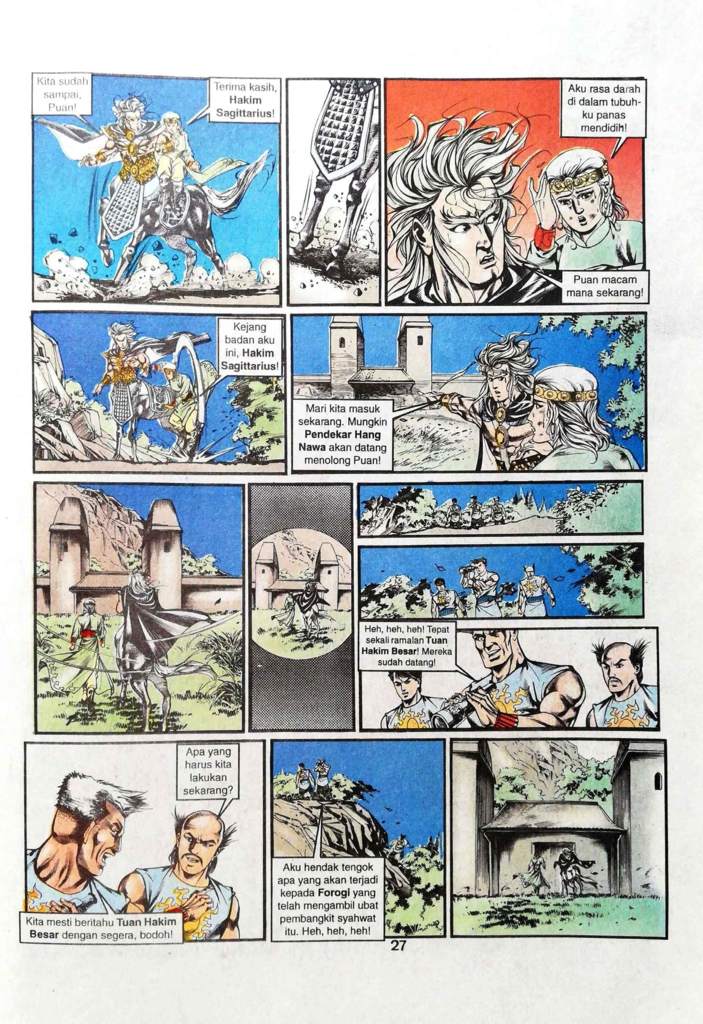 Kita sudah
sampai,
Puan!
Terima kasih,
Hakim
Sagittarius!
Aku rasa darah
di dalam tubuh-
ku panas
mendidih!
Puan macam
mana sekarang!
Kejang
badan aku
ini, Hakim
Sagittarius!
Mari kita masuk
sekarang. Mungkin
Pendekar Hang
Nawa akan datang
menolong Puan!
Heh, heh, heh! Tepat
sekali ramalan Tuan
Hakim Besar! Mereka
sudah datang!
Apa yang
harus kita
lakukan
sekarang?
Kita mesti beritahu Tuan Hakim
Besar dengan segera, bodoh!
Aku hendak tengok
apa yang akan terjadi
kepada Forogi yang
telah mengambil ubat
pembangkit syahwat
itu. Heh, heh, heh!
27